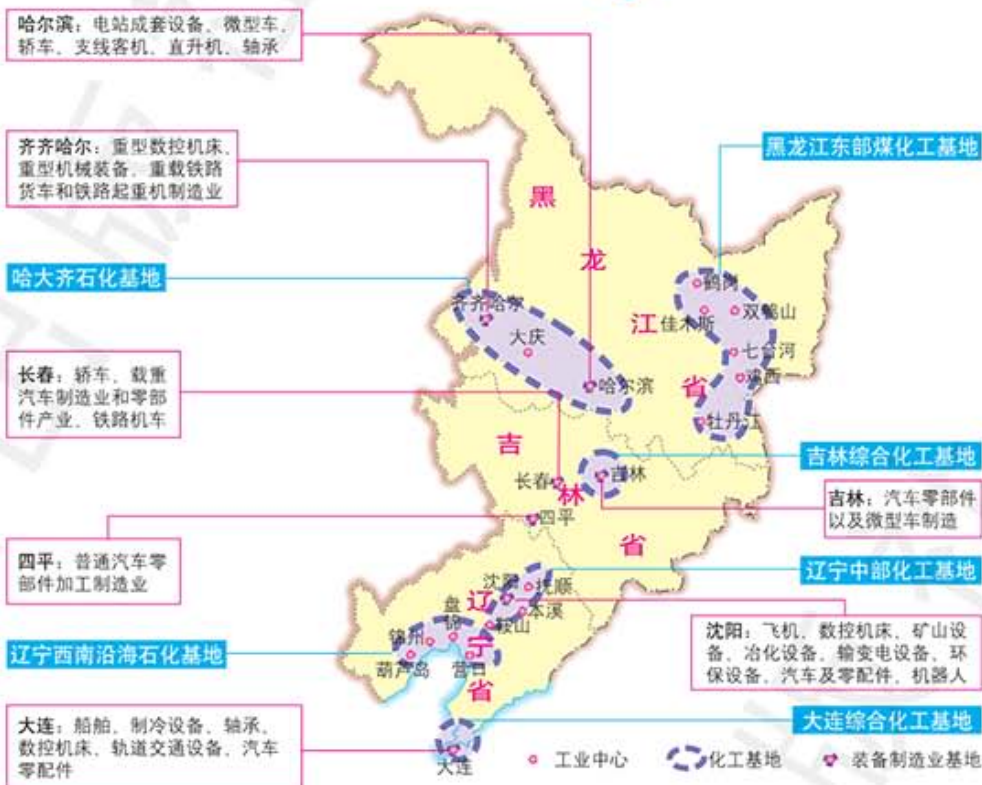 哈尔滨：电站成套设备、微型车、
轿车、支线客机、直升机、轴承
齐齐哈尔：重型数控机床、
重型机械装备、重载铁路
货车和铁路起重机制造业
黑龙江东部煤化工基地
哈大齐石化基地
黑龙江省
鹤岗
齐齐哈尔
佳木斯
双鸭山
大庆
七台河
鸡西
哈尔滨
牡丹江
长春：轿车、载重
汽车制造业和零部
件产业、铁路机车
吉林省
吉林综合化工基地
长春
吉林
吉林：汽车零部件
以及微型车制造
四平
四平：普通汽车零
部件加工制造业
辽宁中部化工基地
辽宁省
沈阳
抚顺
本溪
鞍山
盘锦
锦州
葫芦岛
营口
辽宁西南沿海石化基地
沈阳：飞机、数控机床、矿山设
备、冶化设备、输变电设备、环
保设备、汽车及零配件、机器人
大连综合化工基地
大连：船舶、制冷设备、轴承、
数控机床、轨道交通设备、汽车
零配件
大连
工业中心
化工基地
装备制造业基地